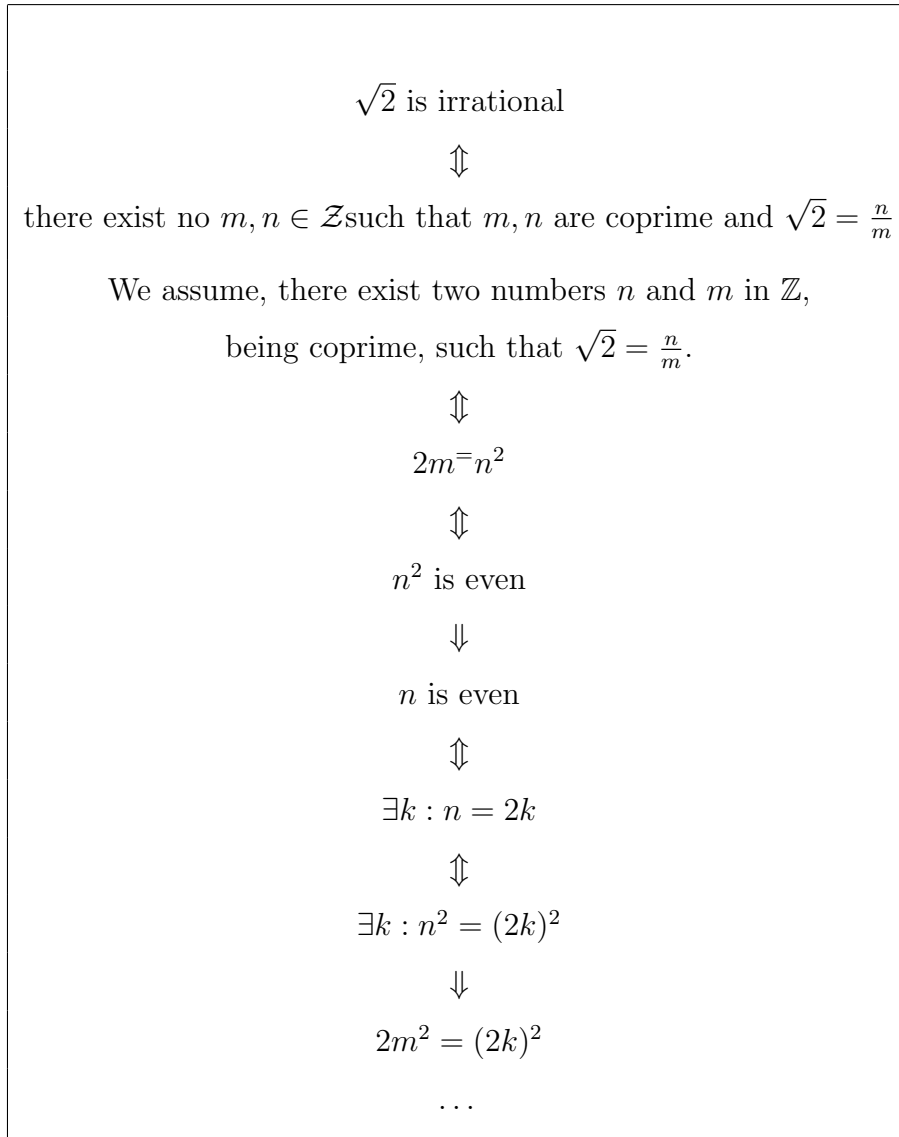 √2 is irrational
⇕
there exist no m, n ∈ 𝒵such that m, n are coprime and √2 = n/m
We assume, there exist two numbers n and m in ℤ,
being coprime, such that √2 = n/m.
⇕
2m⁼n²
⇕
n² is even
⇓
n is even
⇕
∃k : n = 2k
⇕
∃k : n² = (2k)²
⇓
2m² = (2k)²
. . .